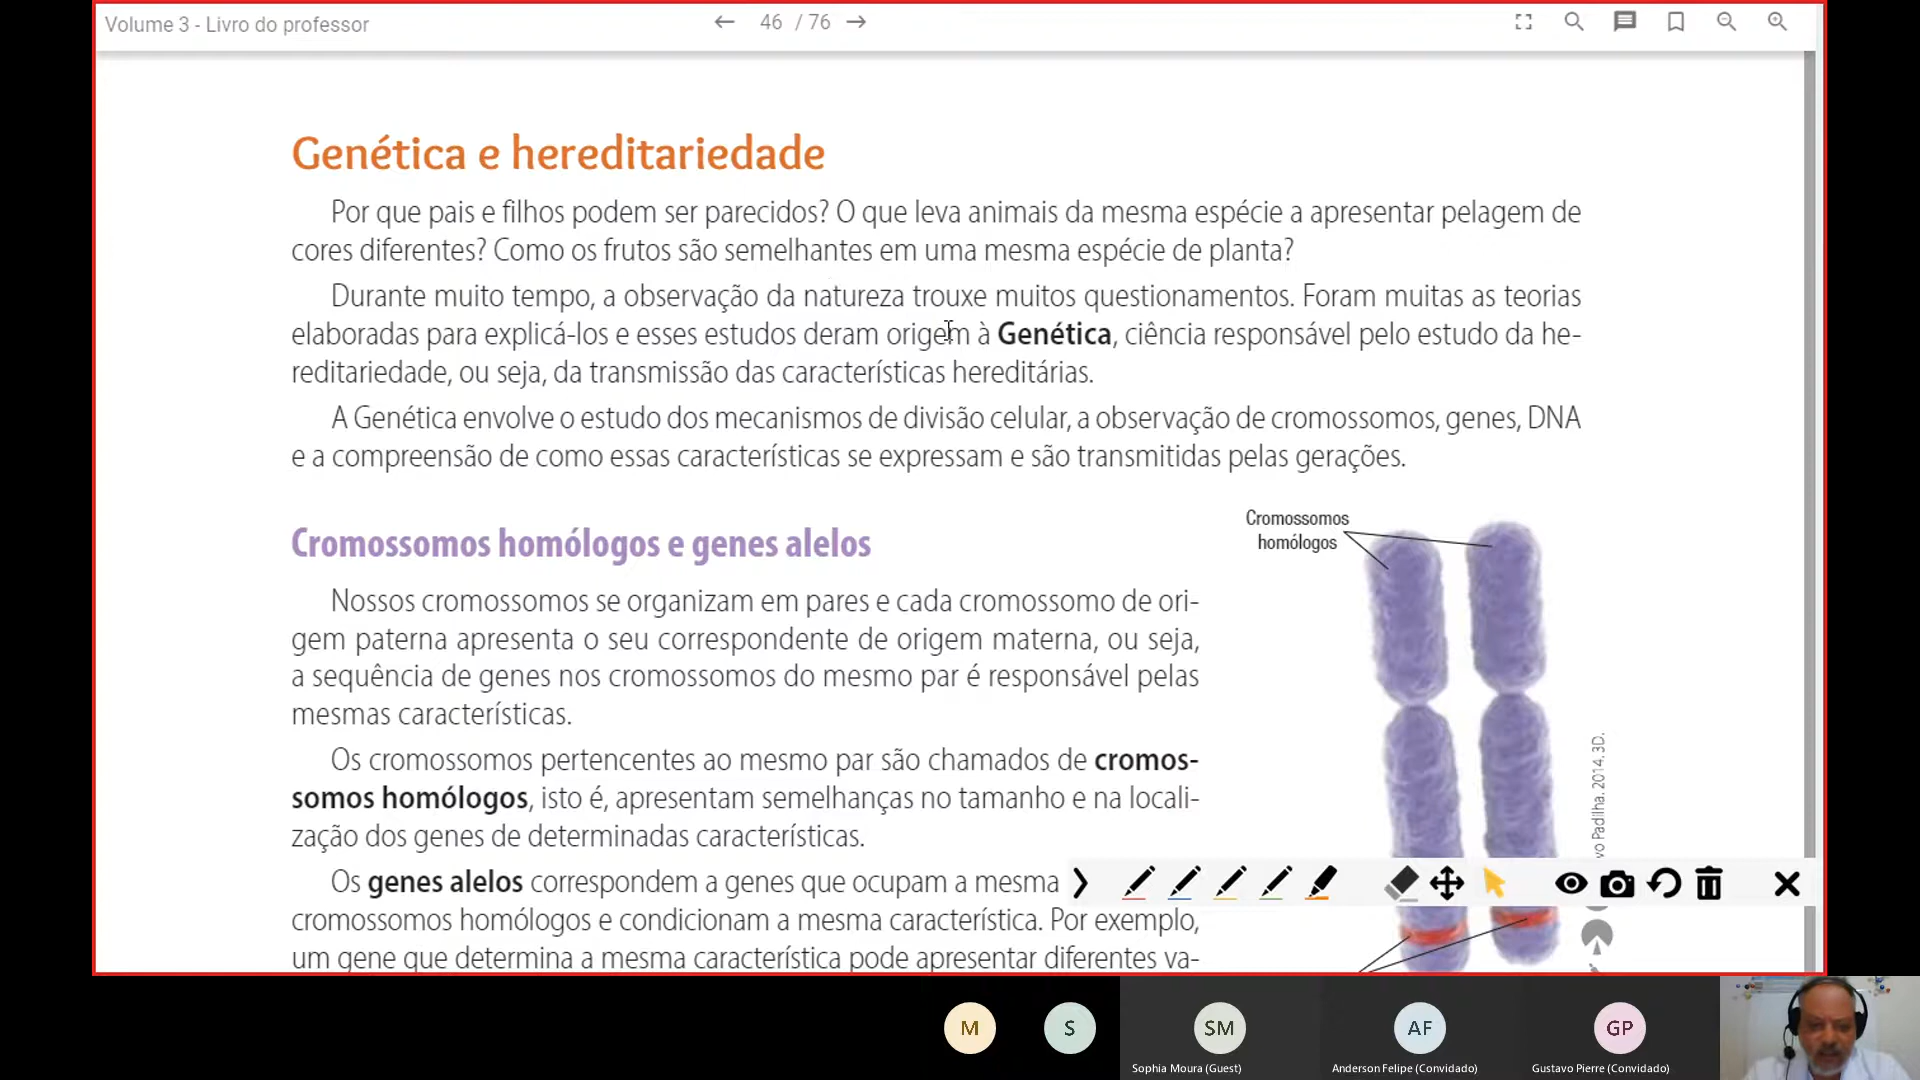 Volume 3 - Livro do professor
46 / 76
Genética e hereditariedade
Por que pais e filhos podem ser parecidos? O que leva animais da mesma espécie a apresentar pelagem de
cores diferentes? Como os frutos são semelhantes em uma mesma espécie de planta?
Durante muito tempo, a observação da natureza trouxe muitos questionamentos. Foram muitas as teorias
elaboradas para explicá-los e esses estudos deram origem à Genética, ciência responsável pelo estudo da he-
reditariedade, ou seja, da transmissão das características hereditárias.
A Genética envolve o estudo dos mecanismos de divisão celular, a observação de cromossomos, genes, DNA
e a compreensão de como essas características se expressam e são transmitidas pelas gerações.
Cromossomos homólogos e genes alelos
Nossos cromossomos se organizam em pares e cada cromossomo de ori-
gem paterna apresenta o seu correspondente de origem materna, ou seja,
a sequência de genes nos cromossomos do mesmo par é responsável pelas
mesmas características.
Os cromossomos pertencentes ao mesmo par são chamados de cromos-
somos homólogos, isto é, apresentam semelhanças no tamanho e na locali-
zação dos genes de determinadas características.
Os genes alelos correspondem a genes que ocupam a mesma
cromossomos homólogos e condicionam a mesma característica. Por exemplo,
um gene que determina a mesma característica pode apresentar diferentes va-
Cromossomos
homólogos
vo Padilha. 2014. 3D.
M
S
SM
AF
GP
Sophia Moura (Guest)
Anderson Felipe (Convidado)
Gustavo Pierre (Convidado)